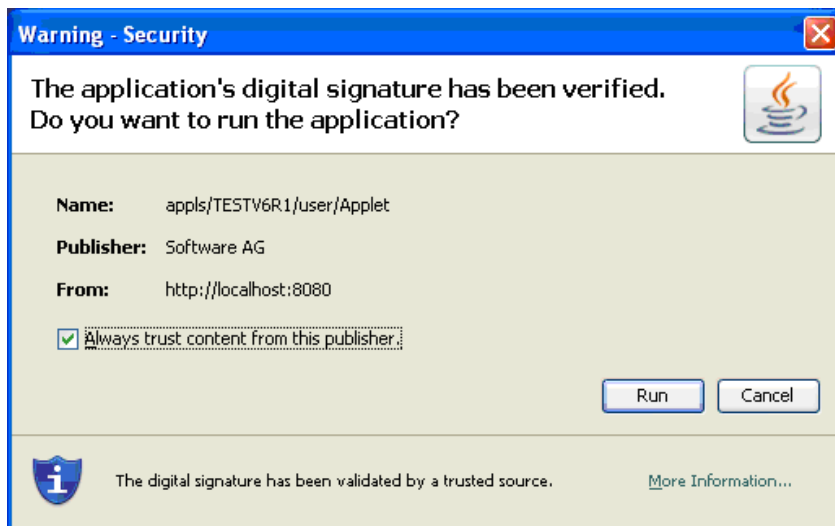 Warning - Security
The application's digital signature has been verified.
Do you want to run the application?
Name: appls/TESTV6R1/user/Applet
Publisher: Software AG
From: http://localhost:8080
Always trust content from this publisher.
Run Cancel
The digital signature has been validated by a trusted source. More Information...